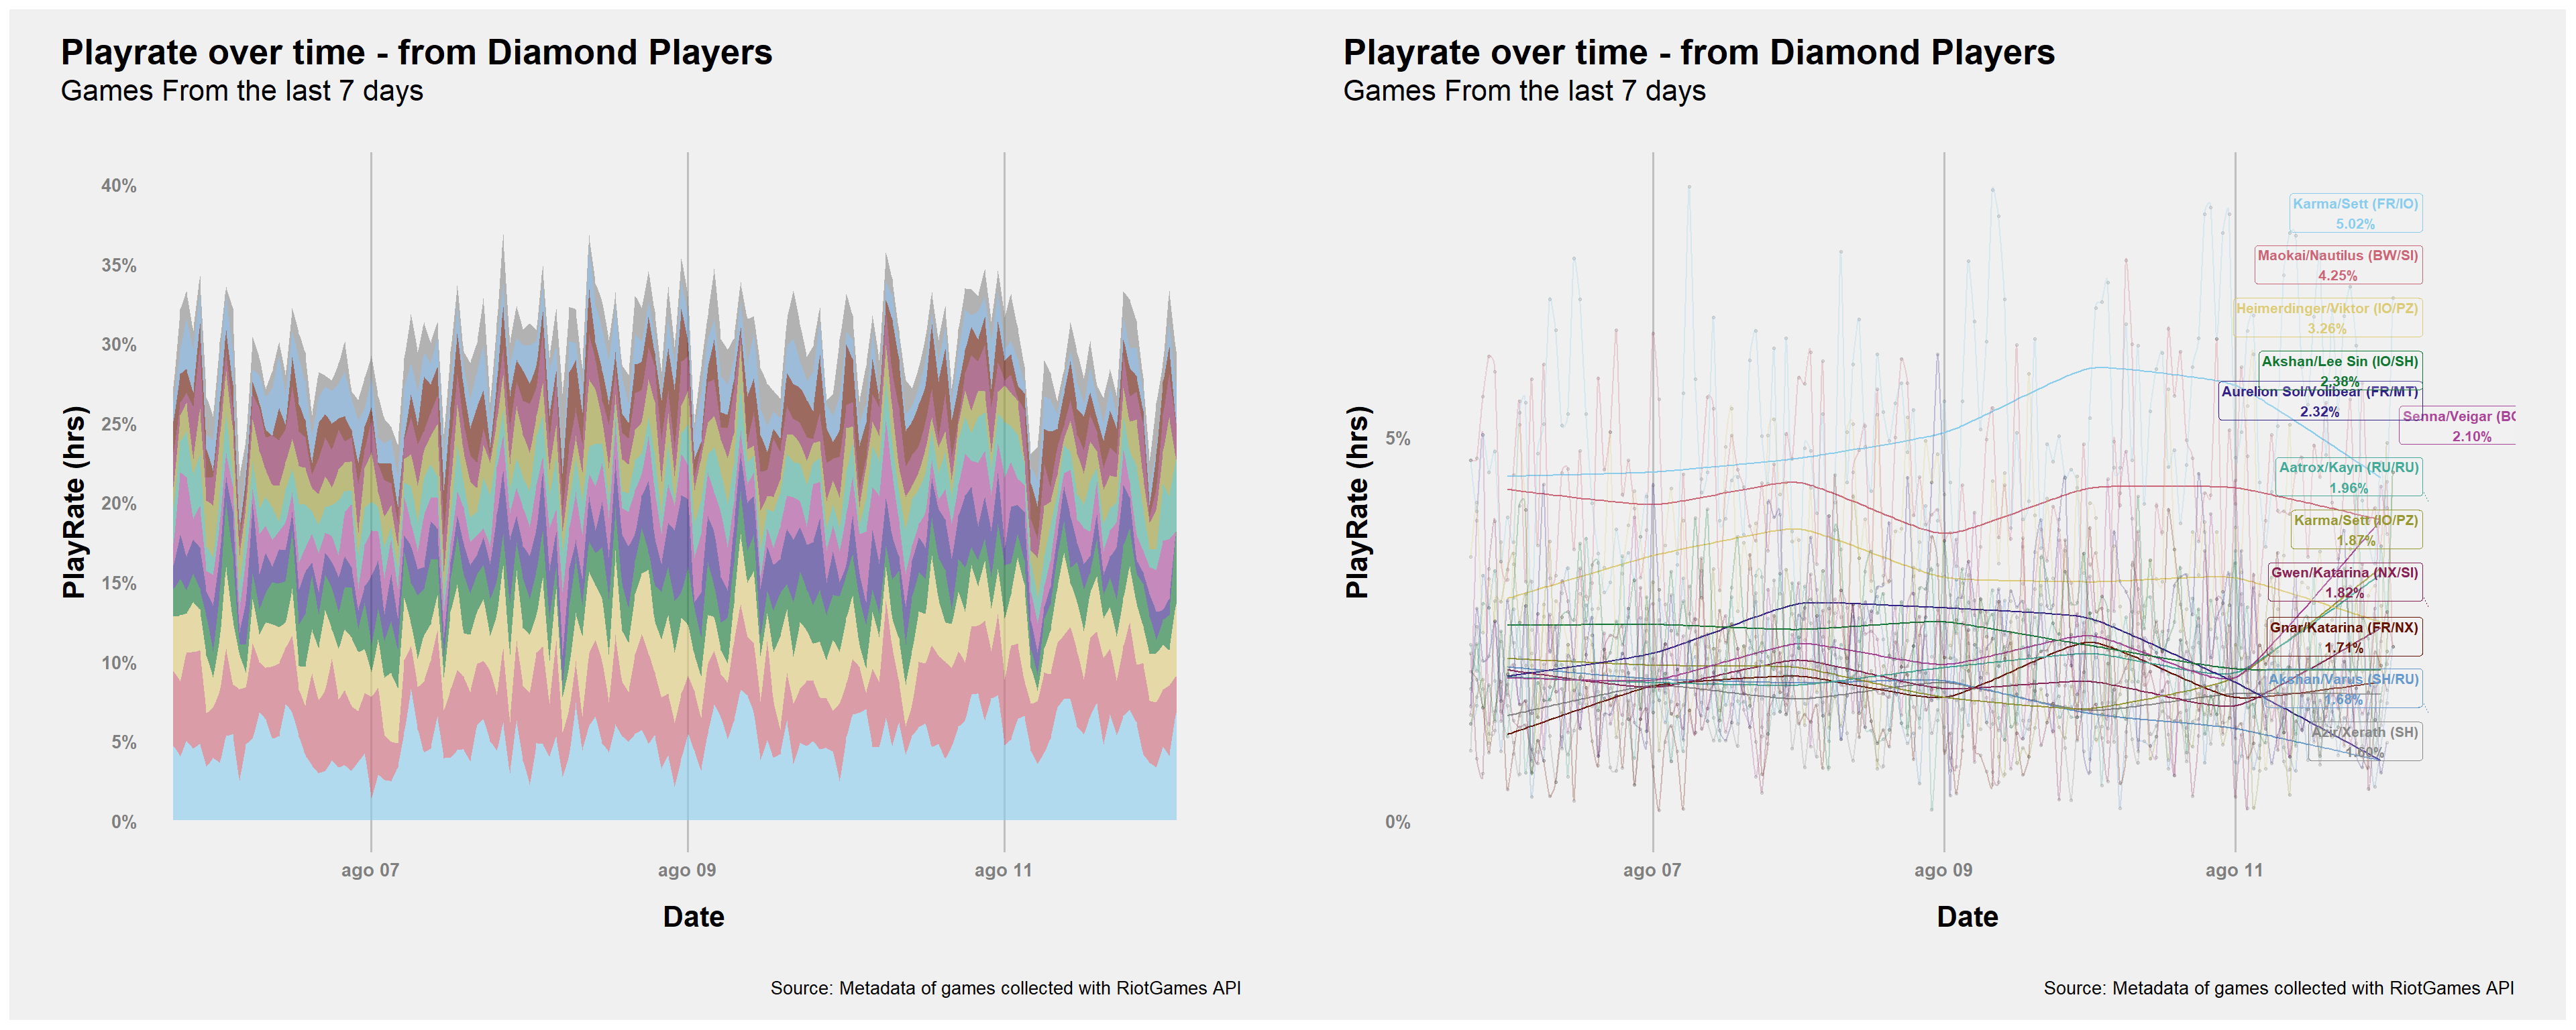 Playrate over time - from Diamond Players
Games From the last 7 days
PlayRate (hrs)
40%
35%
30%
25%
20%
15%
10%
5%
0%
ago 07
ago 09
ago 11
Date
Source: Metadata of games collected with RiotGames API
Playrate over time - from Diamond Players
Games From the last 7 days
PlayRate (hrs)
5%
0%
Karma/Sett (FR/IO)
5.02%
Maokai/Nautilus (BW/SI)
4.25%
Heimerdinger/Viktor (IO/PZ)
3.26%
Akshan/Lee Sin (IO/SH)
2.38%
Aurelion Sol/Volibear (FR/MT)
2.32%
Senna/Veigar (BC
2.10%
Aatrox/Kayn (RU/RU)
1.96%
Karma/Sett (IO/PZ)
1.87%
Gwen/Katarina (NX/SI)
1.82%
Gnar/Katarina (FR/NX)
1.71%
Akshan/Varus (SH/RU)
1.68%
Azir/Xerath (SH)
1.60%
ago 07
ago 09
ago 11
Date
Source: Metadata of games collected with RiotGames API